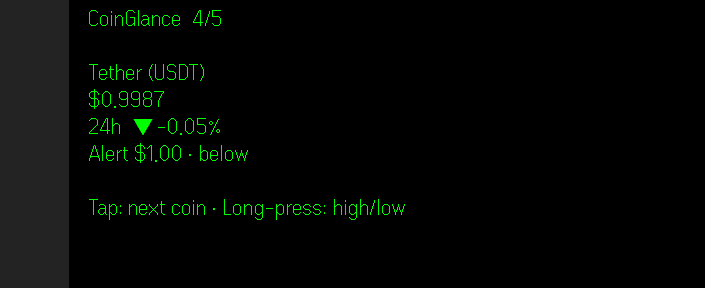 CoinGlance 4/5
Tether (USDT)
$0.9987
24h ▼ -0.05%
Alert $1.00 · below
Tap: next coin · Long-press: high/low